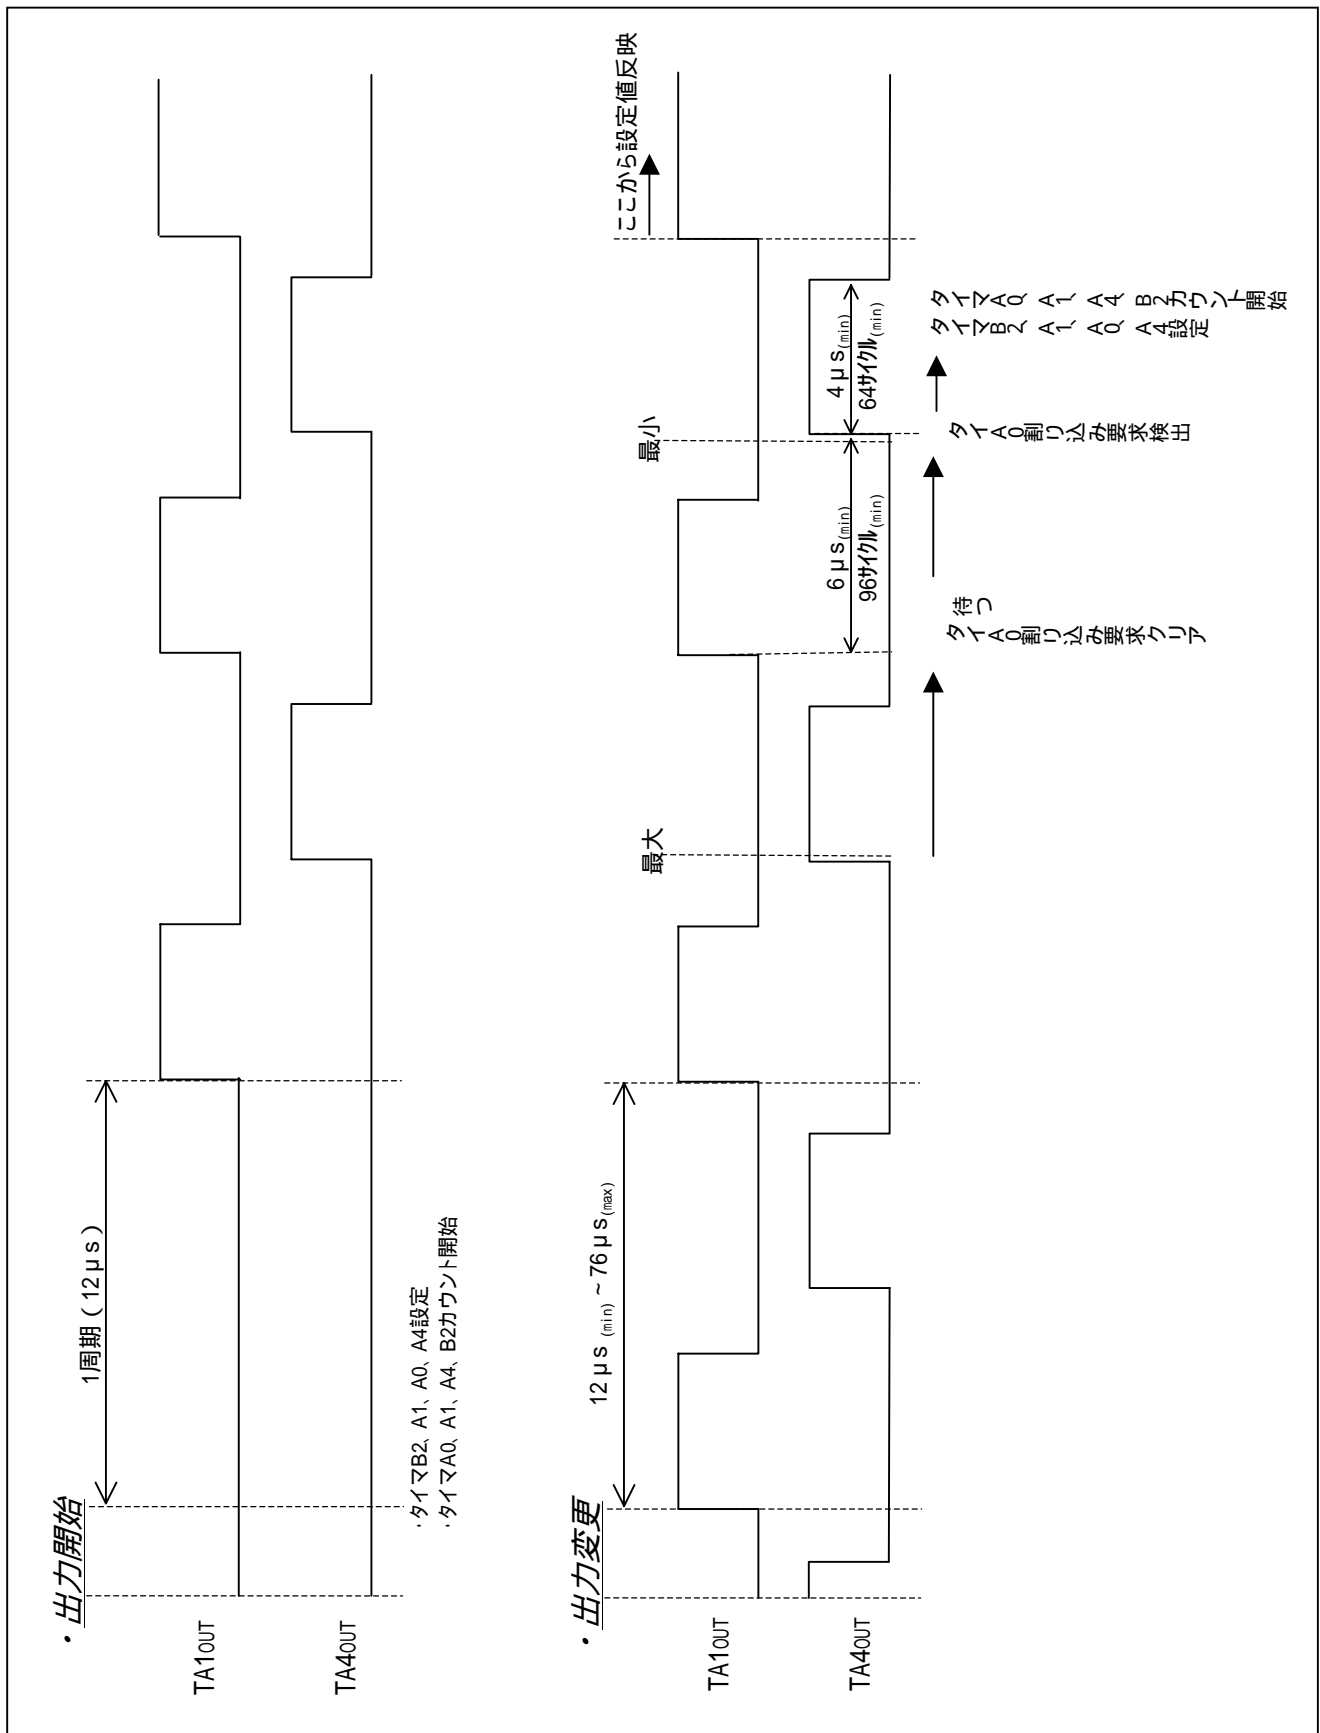 ・出力開始
1周期（12μs）
TA1OUT
TA4OUT
・タイマB2、A1、A0、A4設定
・タイマA0、A1、A4、B2カウント開始
・出力変更
12μs(min) ~ 76μs(max)
最大
最小
ここから設定値反映
TA1OUT
6μs(min)
96サイクル(min)
4μs(min)
64サイクル(min)
TA4OUT
待つ
タイA0割り込み要求クリア
タイA0割り込み要求検出
タイマA0、A1、A4、B2カウント開始
タイマB2、A1、A0、A4設定